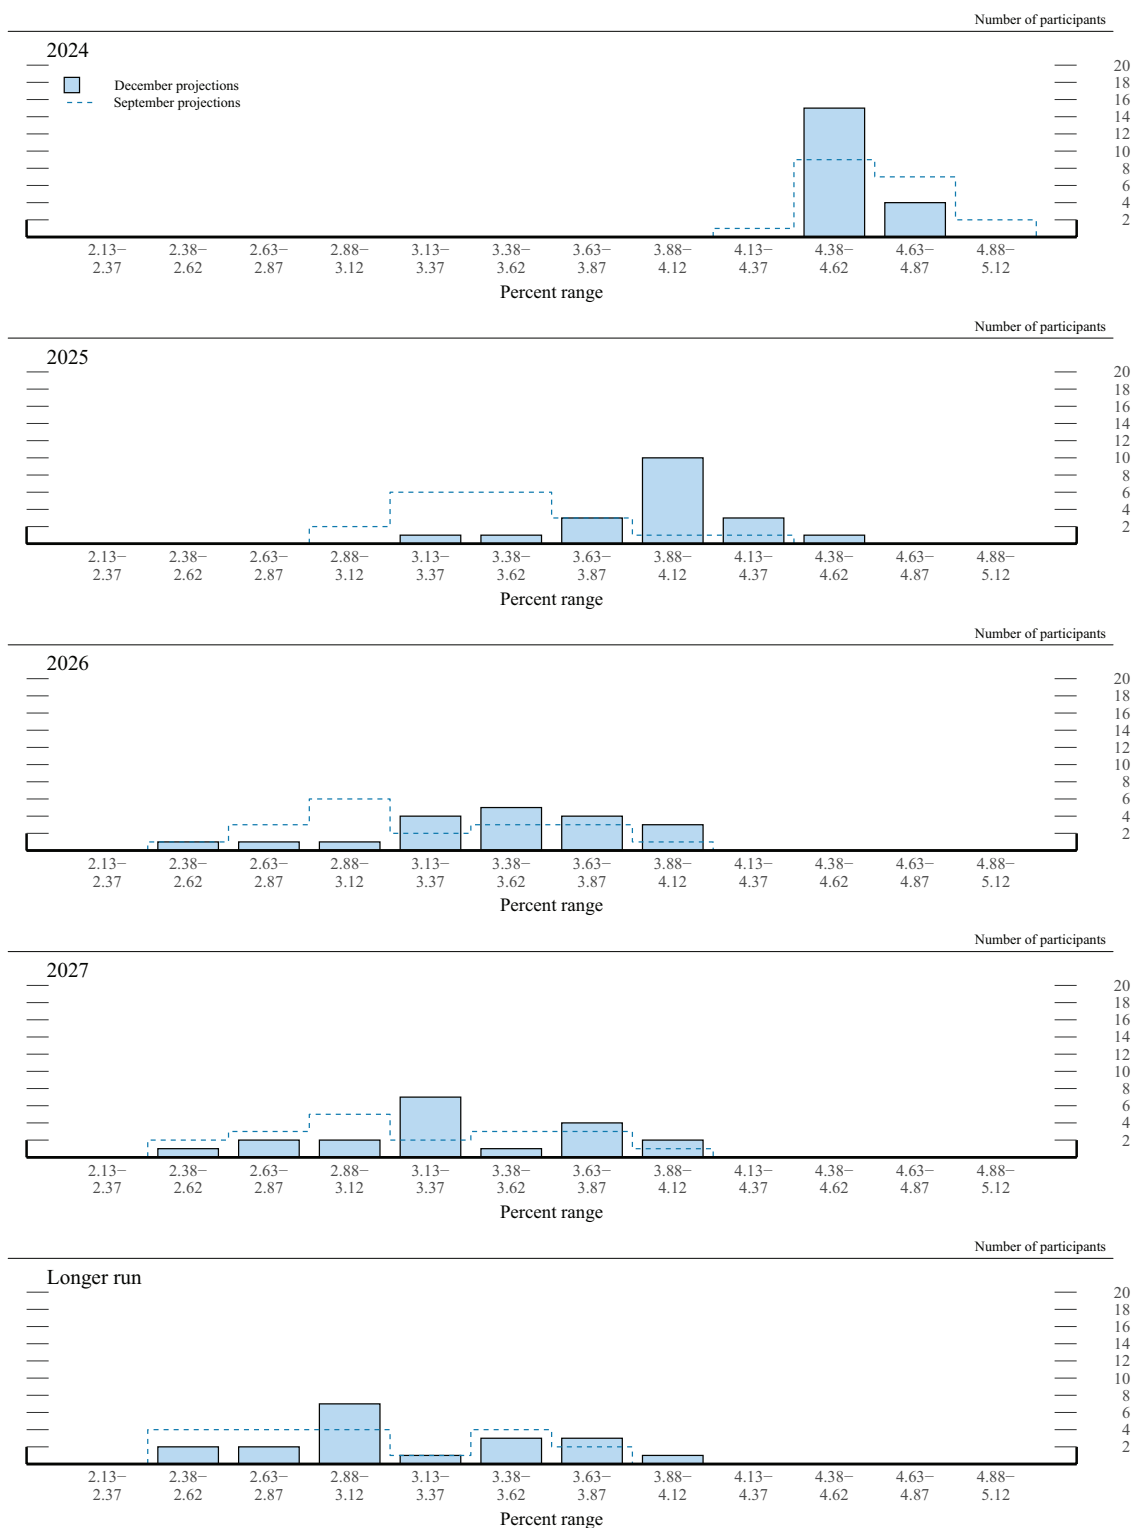 Number of participants
2024
December projections
September projections
20
18
16
14
12
10
8
6
4
2
2.13– 2.38– 2.63– 2.88– 3.13– 3.38– 3.63– 3.88– 4.13– 4.38– 4.63– 4.88–
2.37 2.62 2.87 3.12 3.37 3.62 3.87 4.12 4.37 4.62 4.87 5.12
Percent range
Number of participants
2025
20
18
16
14
12
10
8
6
4
2
2.13– 2.38– 2.63– 2.88– 3.13– 3.38– 3.63– 3.88– 4.13– 4.38– 4.63– 4.88–
2.37 2.62 2.87 3.12 3.37 3.62 3.87 4.12 4.37 4.62 4.87 5.12
Percent range
Number of participants
2026
20
18
16
14
12
10
8
6
4
2
2.13– 2.38– 2.63– 2.88– 3.13– 3.38– 3.63– 3.88– 4.13– 4.38– 4.63– 4.88–
2.37 2.62 2.87 3.12 3.37 3.62 3.87 4.12 4.37 4.62 4.87 5.12
Percent range
Number of participants
2027
20
18
16
14
12
10
8
6
4
2
2.13– 2.38– 2.63– 2.88– 3.13– 3.38– 3.63– 3.88– 4.13– 4.38– 4.63– 4.88–
2.37 2.62 2.87 3.12 3.37 3.62 3.87 4.12 4.37 4.62 4.87 5.12
Percent range
Number of participants
Longer run
20
18
16
14
12
10
8
6
4
2
2.13– 2.38– 2.63– 2.88– 3.13– 3.38– 3.63– 3.88– 4.13– 4.38– 4.63– 4.88–
2.37 2.62 2.87 3.12 3.37 3.62 3.87 4.12 4.37 4.62 4.87 5.12
Percent range